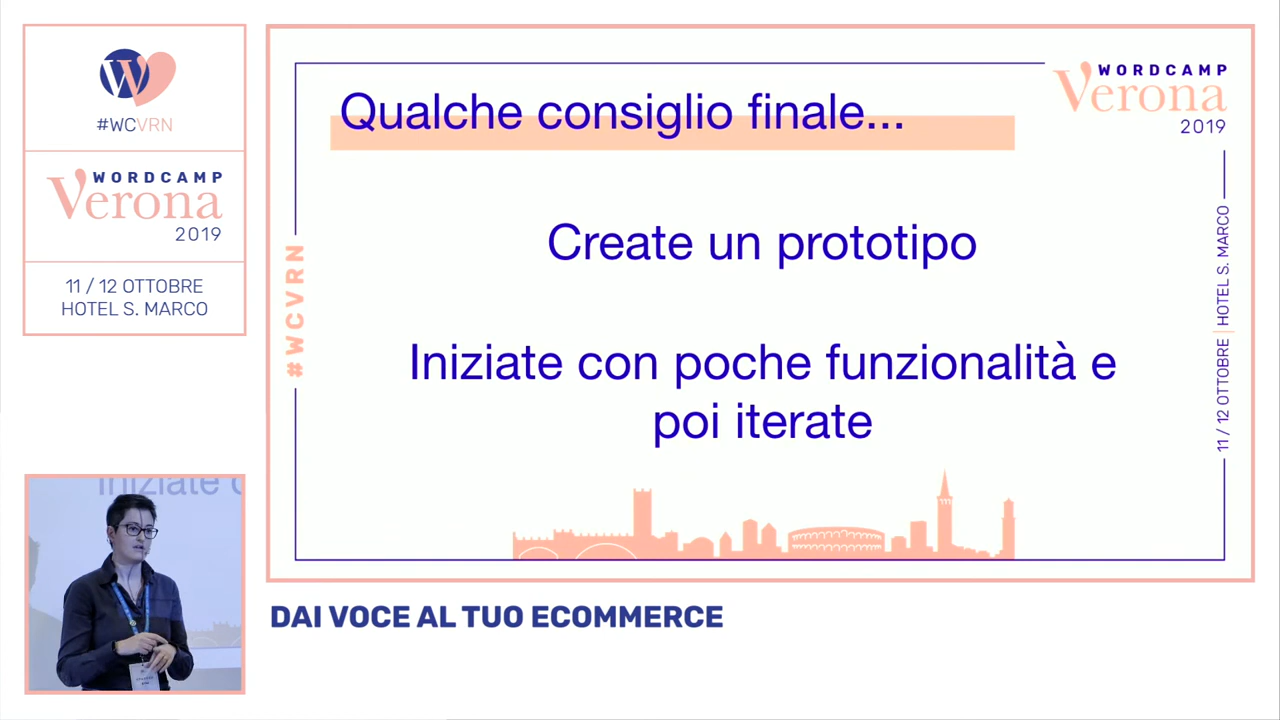 #WCVRN
WORDCAMP
Verona
2019
11 / 12 OTTOBRE
HOTEL S. MARCO
Qualche consiglio finale...
WORDCAMP
Verona
2019
Create un prototipo
Iniziate con poche funzionalità e
poi iterate
#WCVRN
11 / 12 OTTOBRE | HOTEL S. MARCO
Iniziate
DAI VOCE AL TUO ECOMMERCE